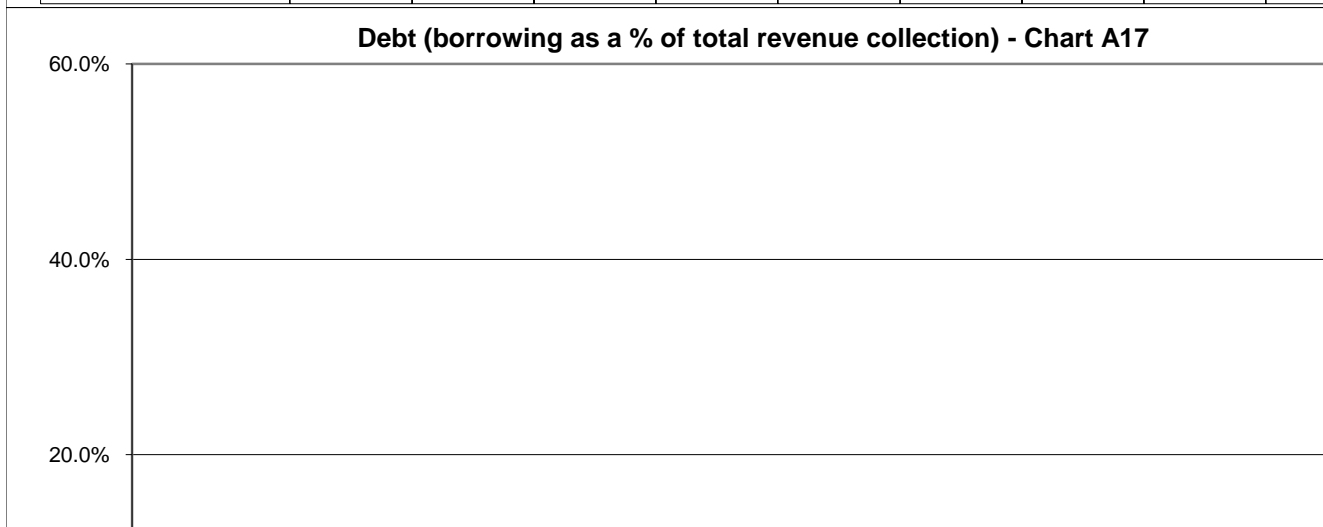 Debt (borrowing as a % of total revenue collection) - Chart A17
60.0%
40.0%
20.0%